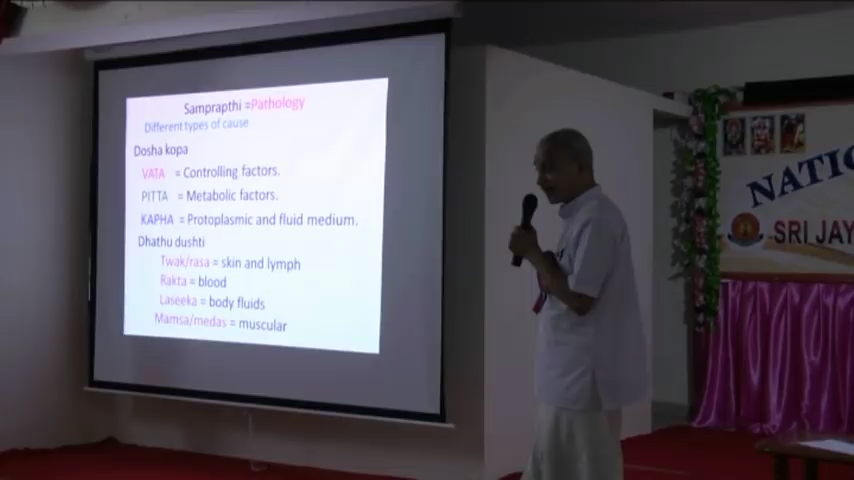 Samprapthi =Pathology
Different types of cause
Dosha kopa
VATA = Controlling factors.
PITTA = Metabolic factors.
KAPHA = Protoplasmic and fluid medium.
Dhathu dushti
Twak/rasa = skin and lymph
Rakta = blood
Laseeka = body fluids
Mamsa/medas = muscular
NATIO
SRI JAY